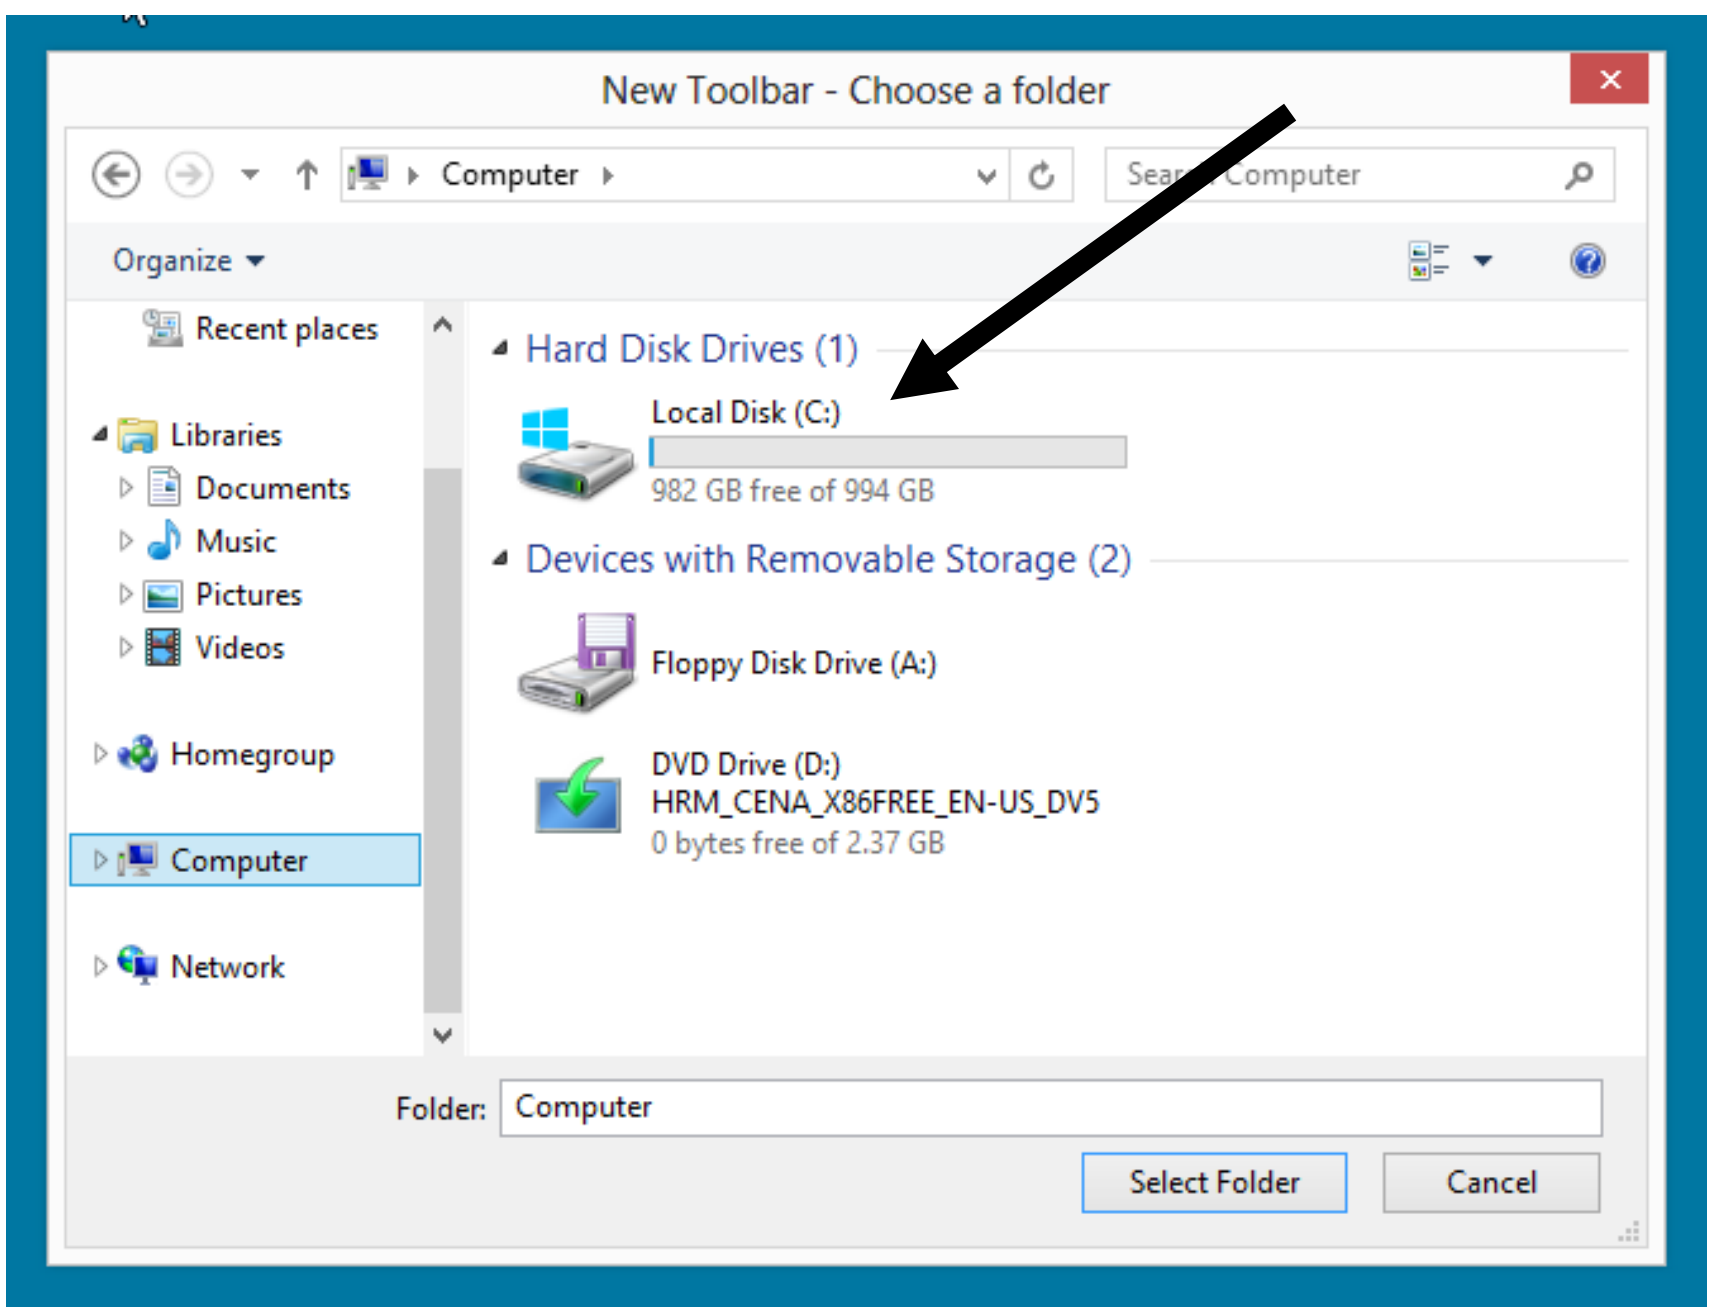 New Toolbar - Choose a folder
Computer
Search Computer
Organize
Recent places
Libraries
Documents
Music
Pictures
Videos
Homegroup
Computer
Network
Hard Disk Drives (1)
Local Disk (C:)
982 GB free of 994 GB
Devices with Removable Storage (2)
Floppy Disk Drive (A:)
DVD Drive (D:)
HRM_CENA_X86FREE_EN-US_DV5
0 bytes free of 2.37 GB
Folder: Computer
Select Folder Cancel